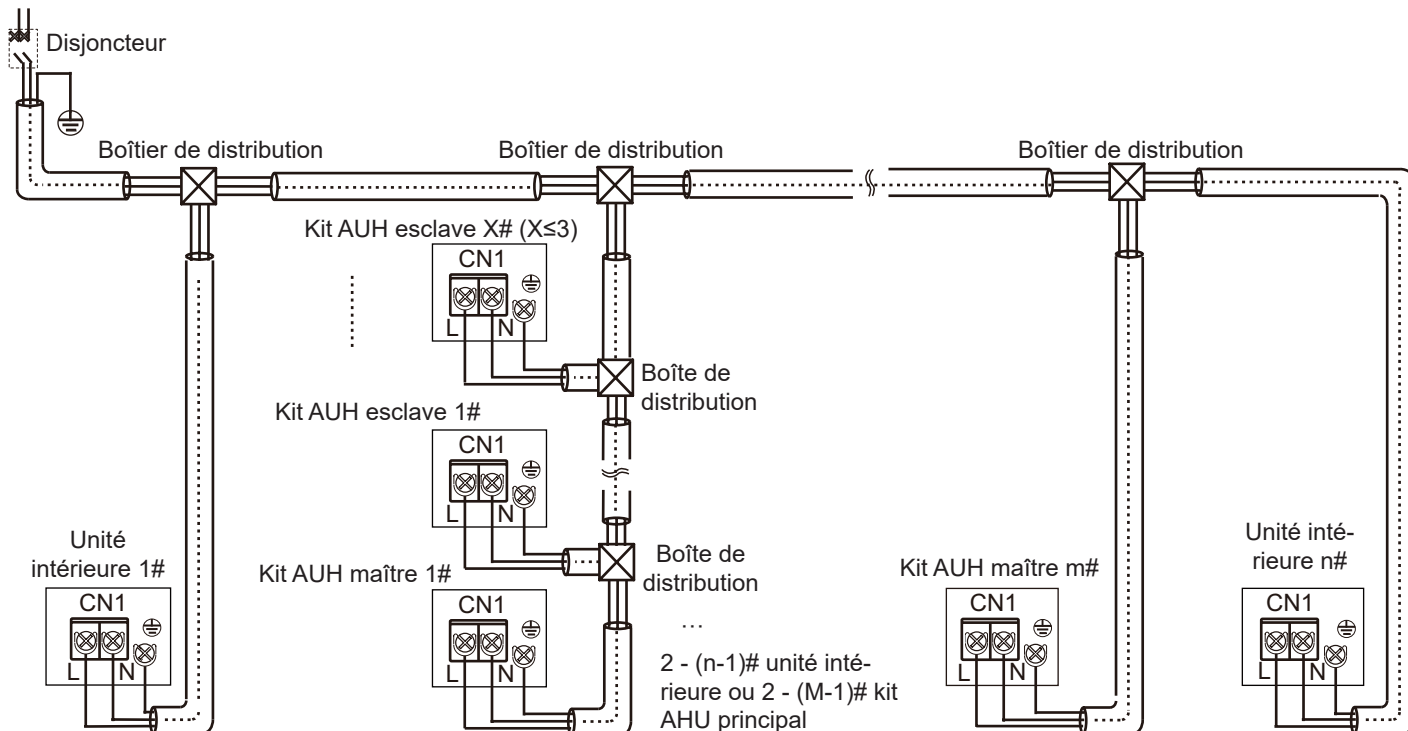 Disjoncteur
Boîtier de distribution
Boîtier de distribution
Boîtier de distribution
Kit AUH esclave X# (X≤3)
CN1
L
N
Boîte de
distribution
Kit AUH esclave 1#
CN1
L
N
Boîte de
distribution
Unité
intérieure 1#
CN1
L
N
Kit AUH maître 1#
CN1
L
N
...
2 - (n-1)# unité inté-
rieure ou 2 - (M-1)# kit
AHU principal
Kit AUH maître m#
CN1
L
N
Unité inté-
rieure n#
CN1
L
N